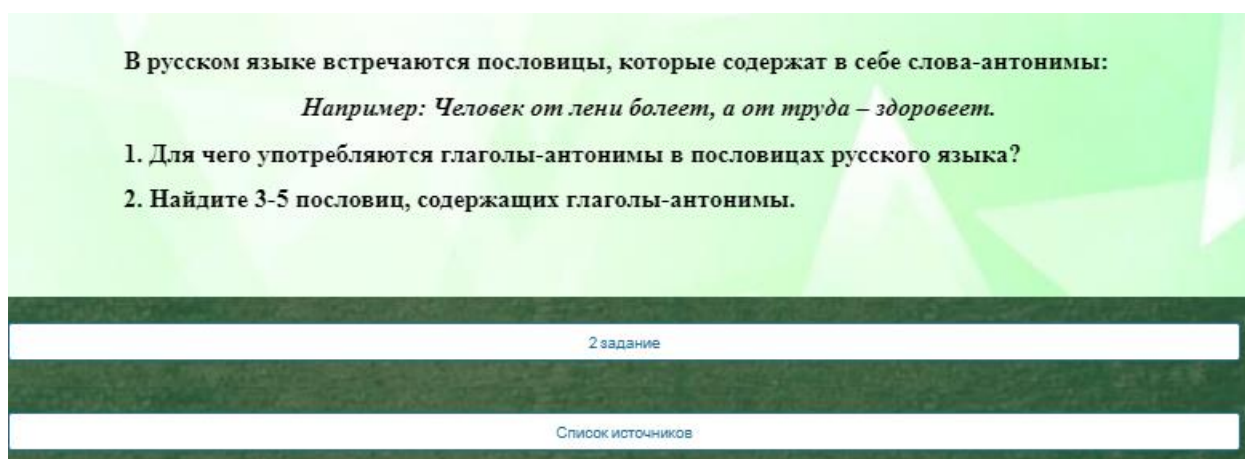 В русском языке встречаются пословицы, которые содержат в себе слова-антонимы:
Например: Человек от лени болеет, а от труда – здоровеет.
1. Для чего употребляются глаголы-антонимы в пословицах русского языка?
2. Найдите 3-5 пословиц, содержащих глаголы-антонимы.
2 задание
Список источников